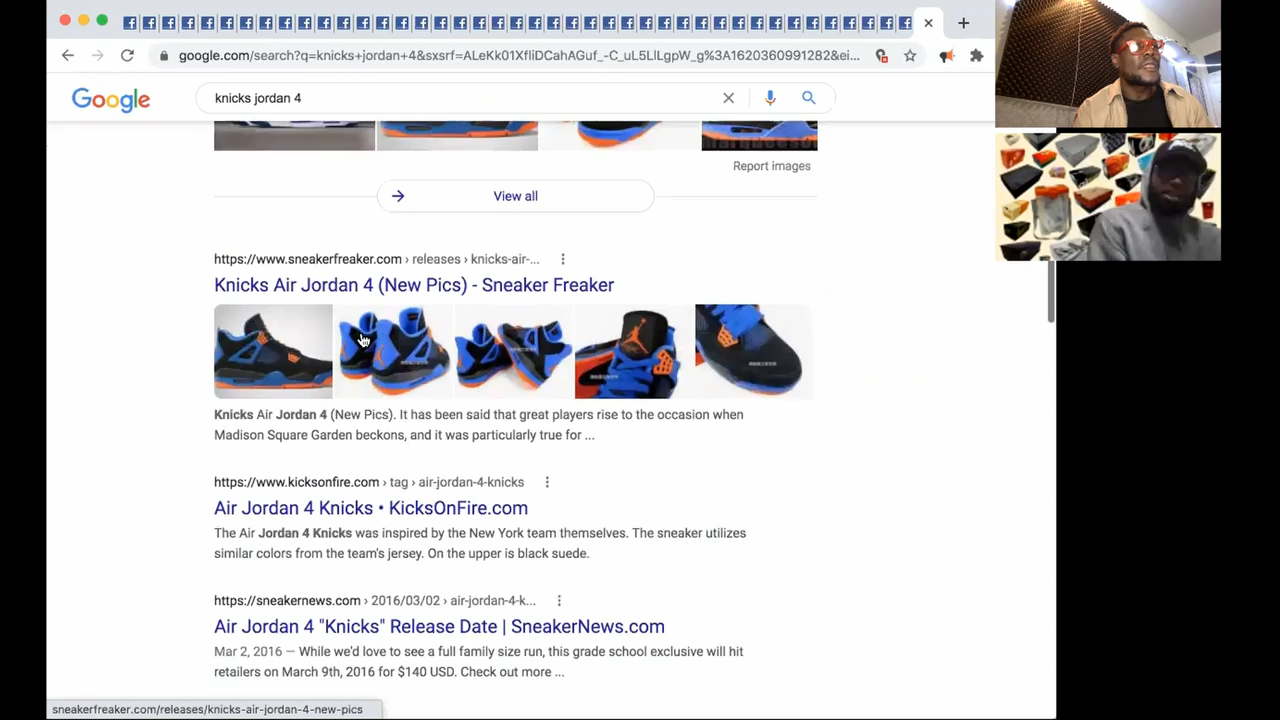 google.com/search?q=knicks+jordan+4&sxsrf=ALeKk01XfliDCahAGuf_-C_uL5LlLgpW_g%3A1620360991282&ei...
Google
knicks jordan 4
Report images
View all
https://www.sneakerfreaker.com › releases › knicks-air-...
Knicks Air Jordan 4 (New Pics) - Sneaker Freaker
Knicks Air Jordan 4 (New Pics). It has been said that great players rise to the occasion when
Madison Square Garden beckons, and it was particularly true for ...
https://www.kicksonfire.com › tag › air-jordan-4-knicks
Air Jordan 4 Knicks • KicksOnFire.com
The Air Jordan 4 Knicks was inspired by the New York team themselves. The sneaker utilizes
similar colors from the team's jersey. On the upper is black suede.
https://sneakernews.com › 2016/03/02 › air-jordan-4-k...
Air Jordan 4 "Knicks" Release Date | SneakerNews.com
Mar 2, 2016 — While we'd love to see a full family size run, this grade school exclusive will hit
retailers on March 9th, 2016 for $140 USD. Check out more ...
sneakerfreaker.com/releases/knicks-air-jordan-4-new-pics